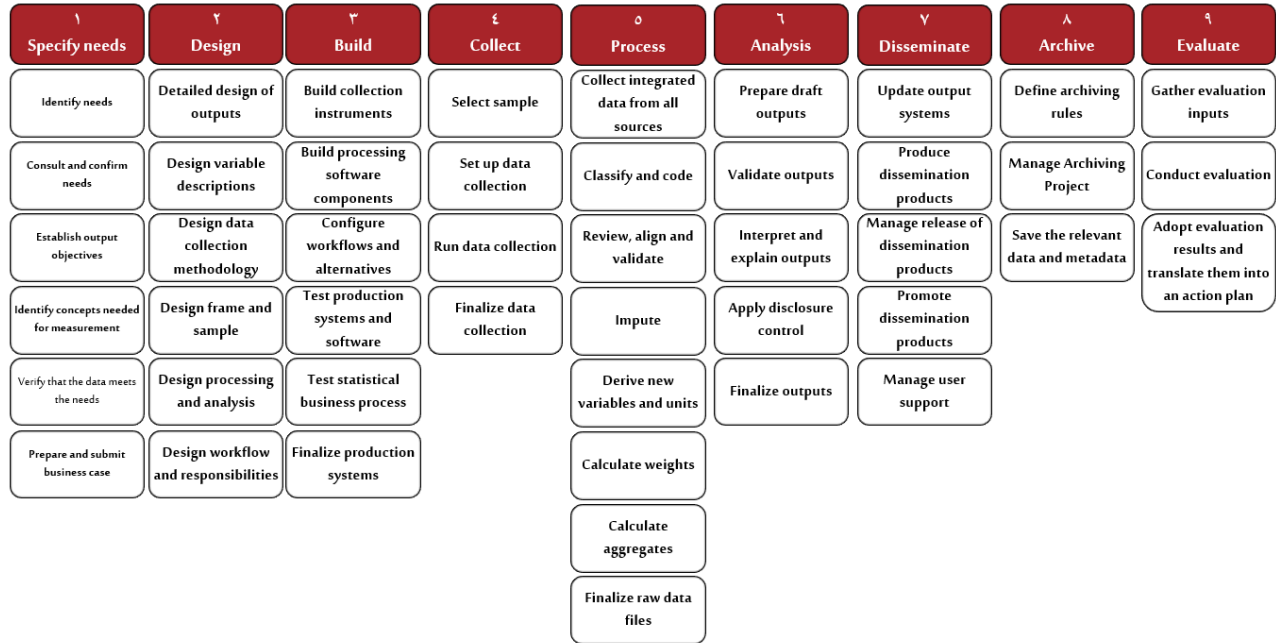 ١
Specify needs
Identify needs
Consult and confirm
needs
Establish output
objectives
Identify concepts needed
for measurement
Verify that the data meets
the needs
Prepare and submit
business case
٢
Design
Detailed design of
outputs
Design variable
descriptions
Design data
collection
methodology
Design frame and
sample
Design processing
and analysis
Design workflow
and responsibilities
٣
Build
Build collection
instruments
Build processing
software
components
Configure
workflows and
alternatives
Test production
systems and
software
Test statistical
business process
Finalize production
systems
٤
Collect
Select sample
Set up data
collection
Run data collection
Finalize data
collection
٥
Process
Collect integrated
data from all
sources
Classify and code
Review, align and
validate
Impute
Derive new
variables and units
Calculate weights
Calculate
aggregates
Finalize raw data
files
٦
Analysis
Prepare draft
outputs
Validate outputs
Interpret and
explain outputs
Apply disclosure
control
Finalize outputs
٧
Disseminate
Update output
systems
Produce
dissemination
products
Manage release of
dissemination
products
Promote
dissemination
products
Manage user
support
٨
Archive
Define archiving
rules
Manage Archiving
Project
Save the relevant
data and metadata
٩
Evaluate
Gather evaluation
inputs
Conduct evaluation
Adopt evaluation
results and
translate them into
an action plan